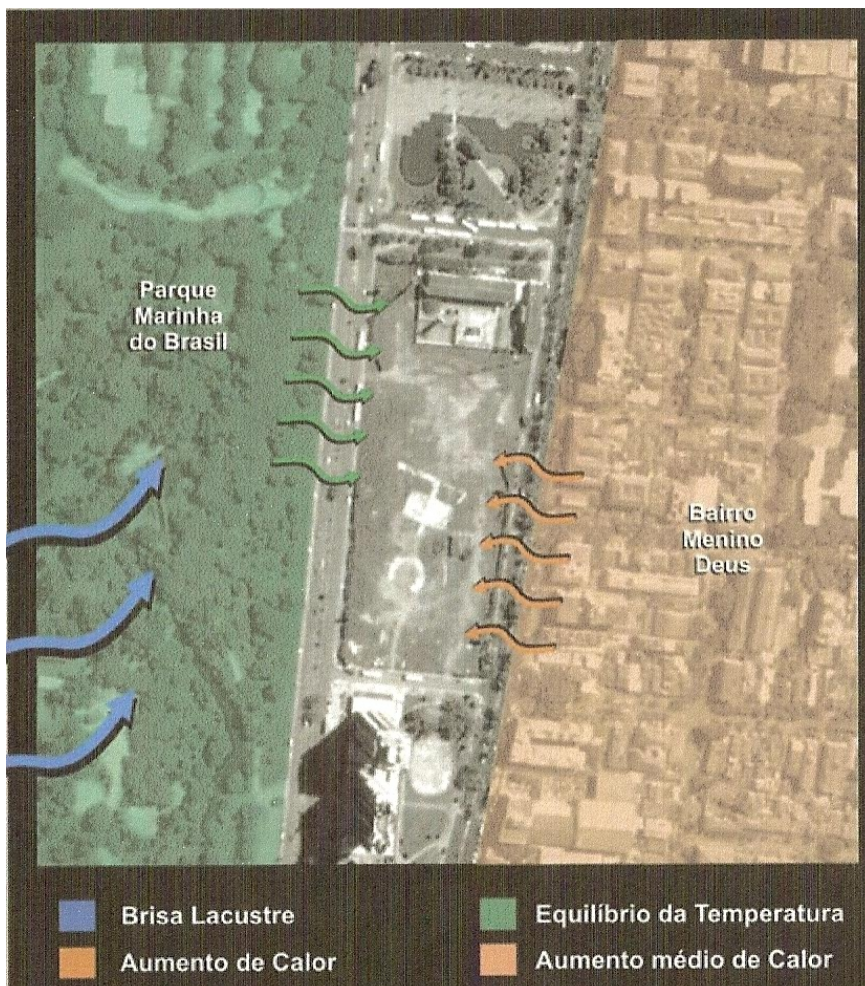 Parque
Marinha
do Brasil
Bairro
Menino
Deus
Brisa Lacustre
Equilíbrio da Temperatura
Aumento de Calor
Aumento médio de Calor